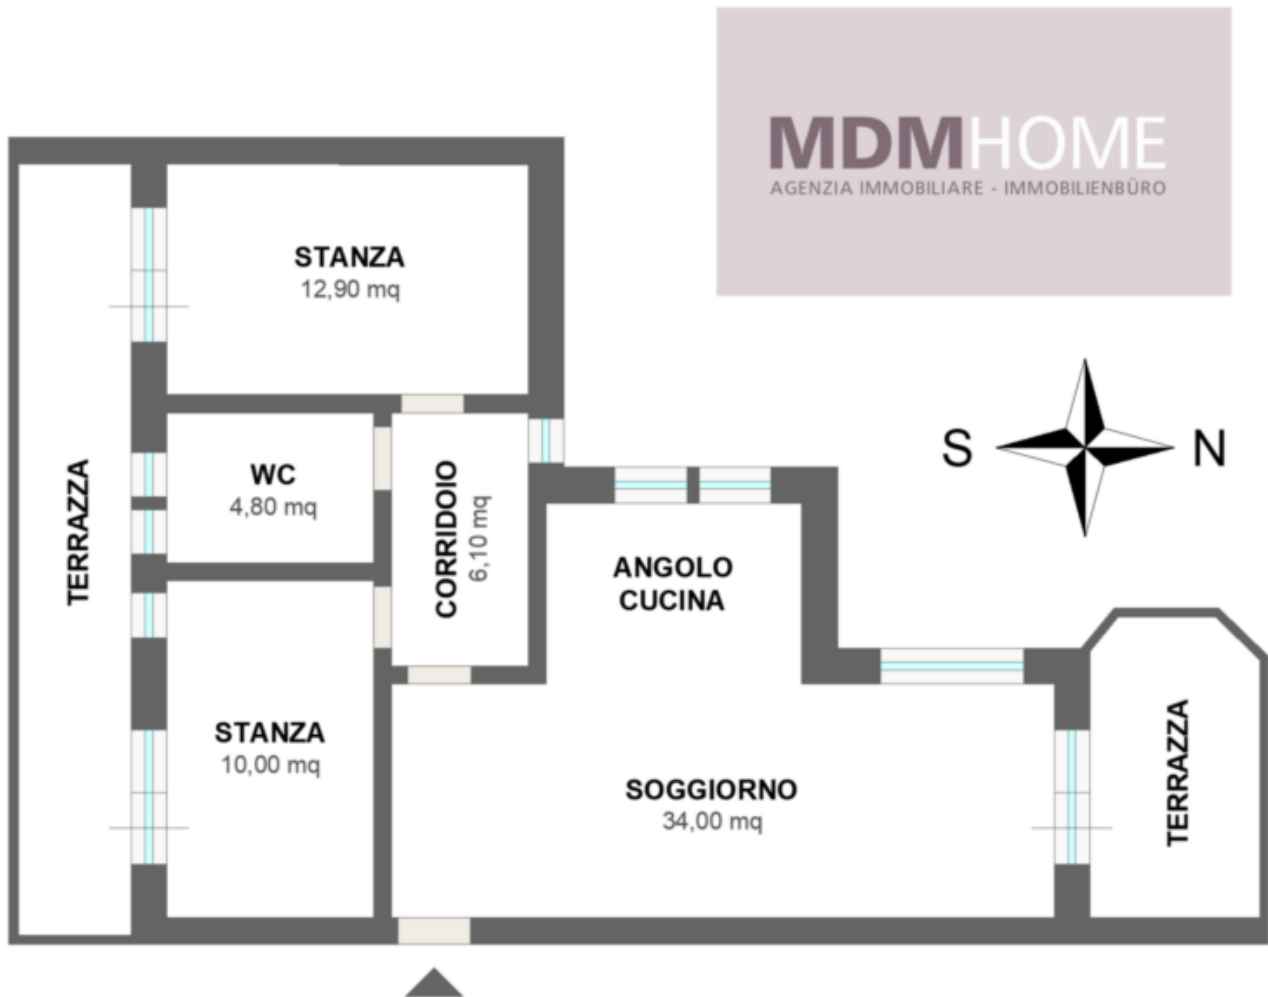 MDMHOME
AGENZIA IMMOBILIARE - IMMOBILIENBÜRO
STANZA
12,90 mq
S
N
WC
4,80 mq
CORRIDOIO
6,10 mq
TERRAZZA
ANGOLO
CUCINA
STANZA
10,00 mq
SOGGIORNO
34,00 mq
TERRAZZA